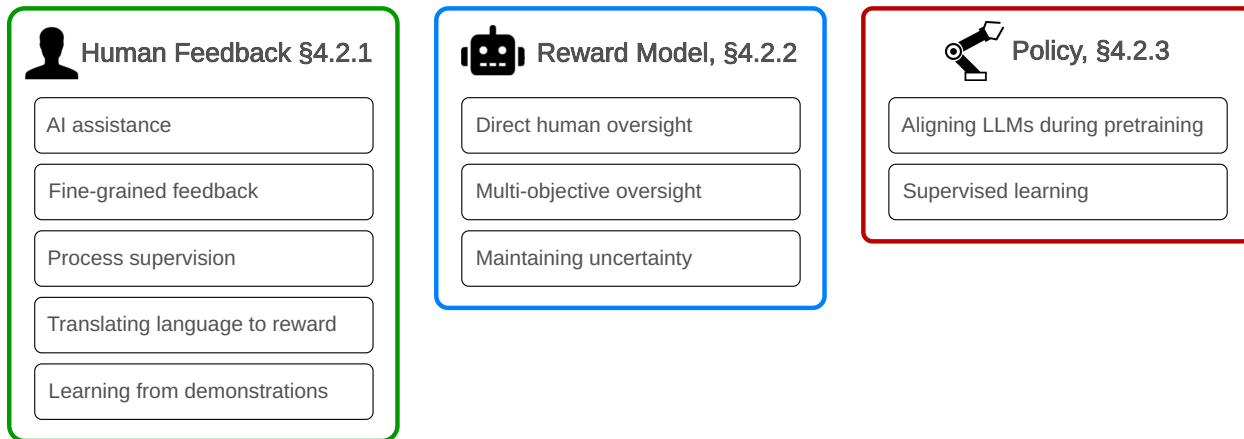 Human Feedback §4.2.1
AI assistance
Fine-grained feedback
Process supervision
Translating language to reward
Learning from demonstrations
Reward Model, §4.2.2
Direct human oversight
Multi-objective oversight
Maintaining uncertainty
Policy, §4.2.3
Aligning LLMs during pretraining
Supervised learning